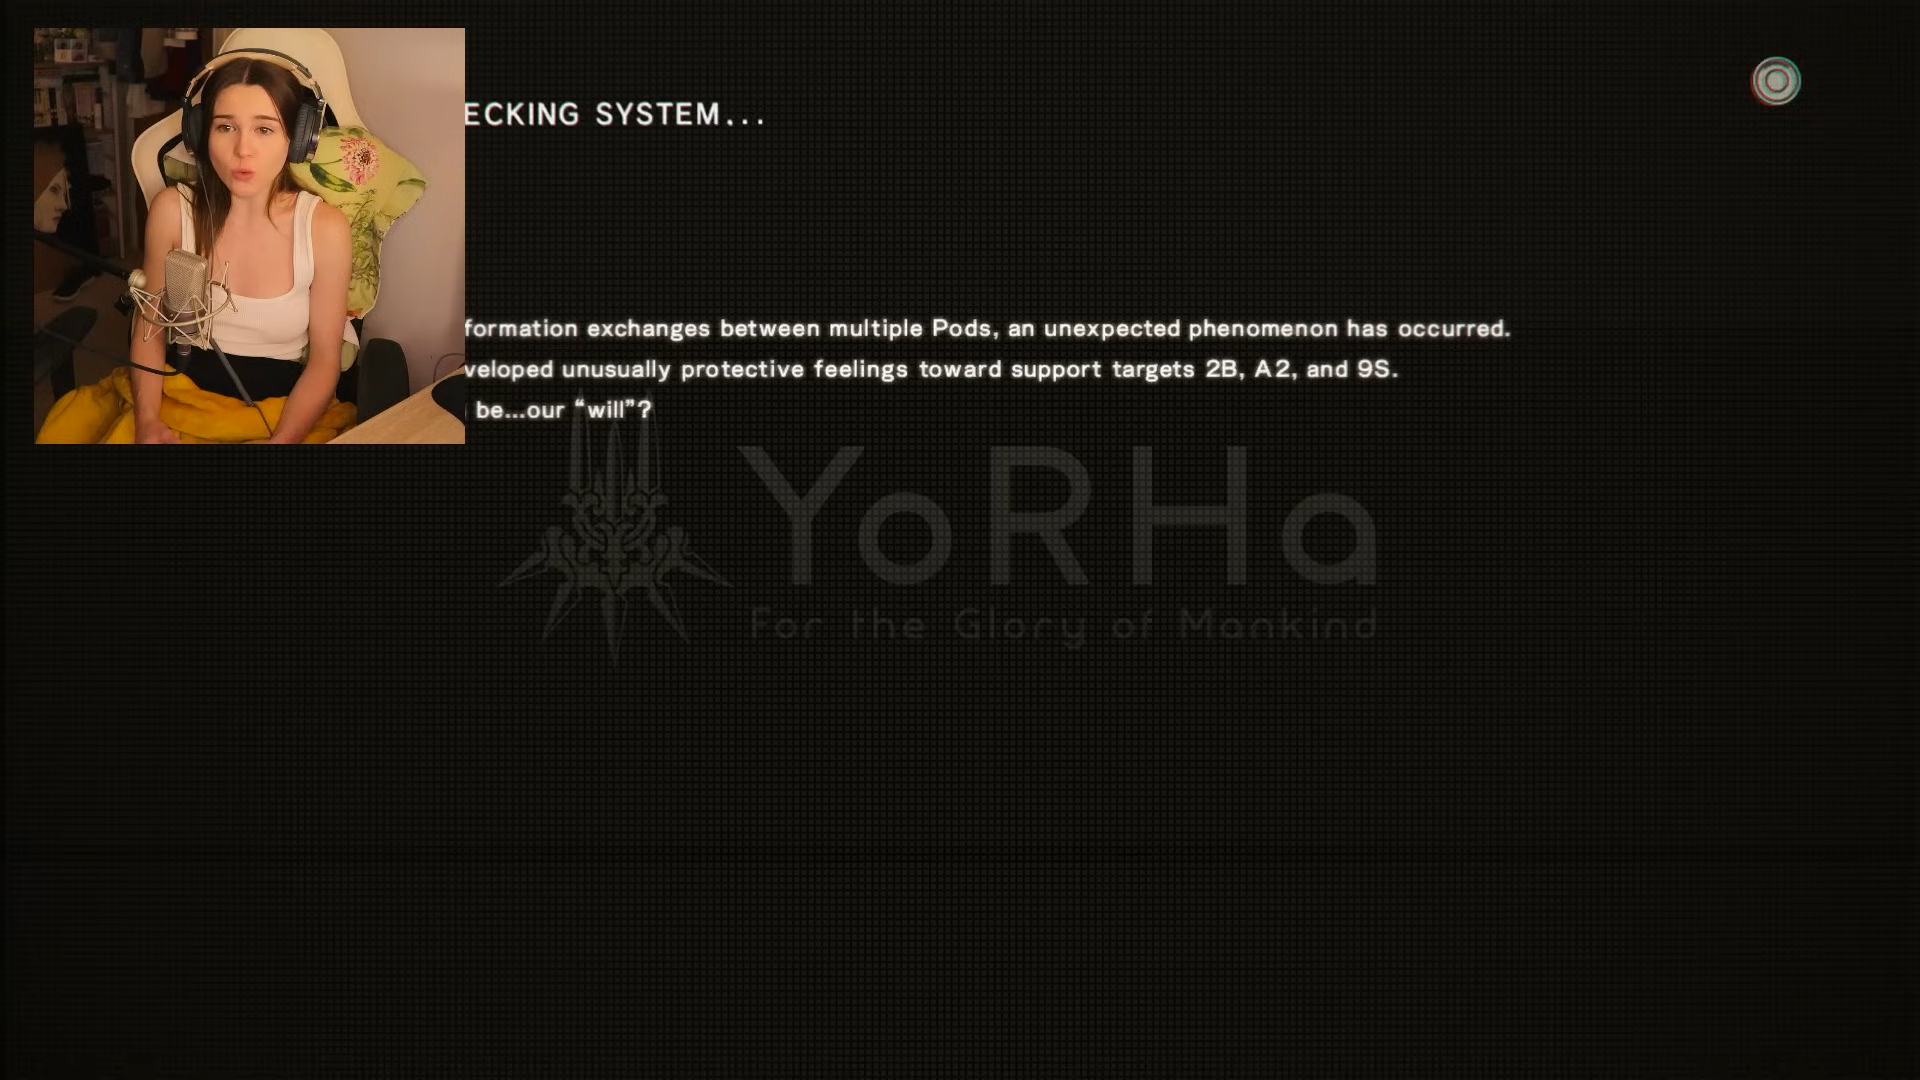 ECKING SYSTEM...
formation exchanges between multiple Pods, an unexpected phenomenon has occurred.
veloped unusually protective feelings toward support targets 2B, A2, and 9S.
be...our “will”?
YoRHa
For the Glory of Mankind